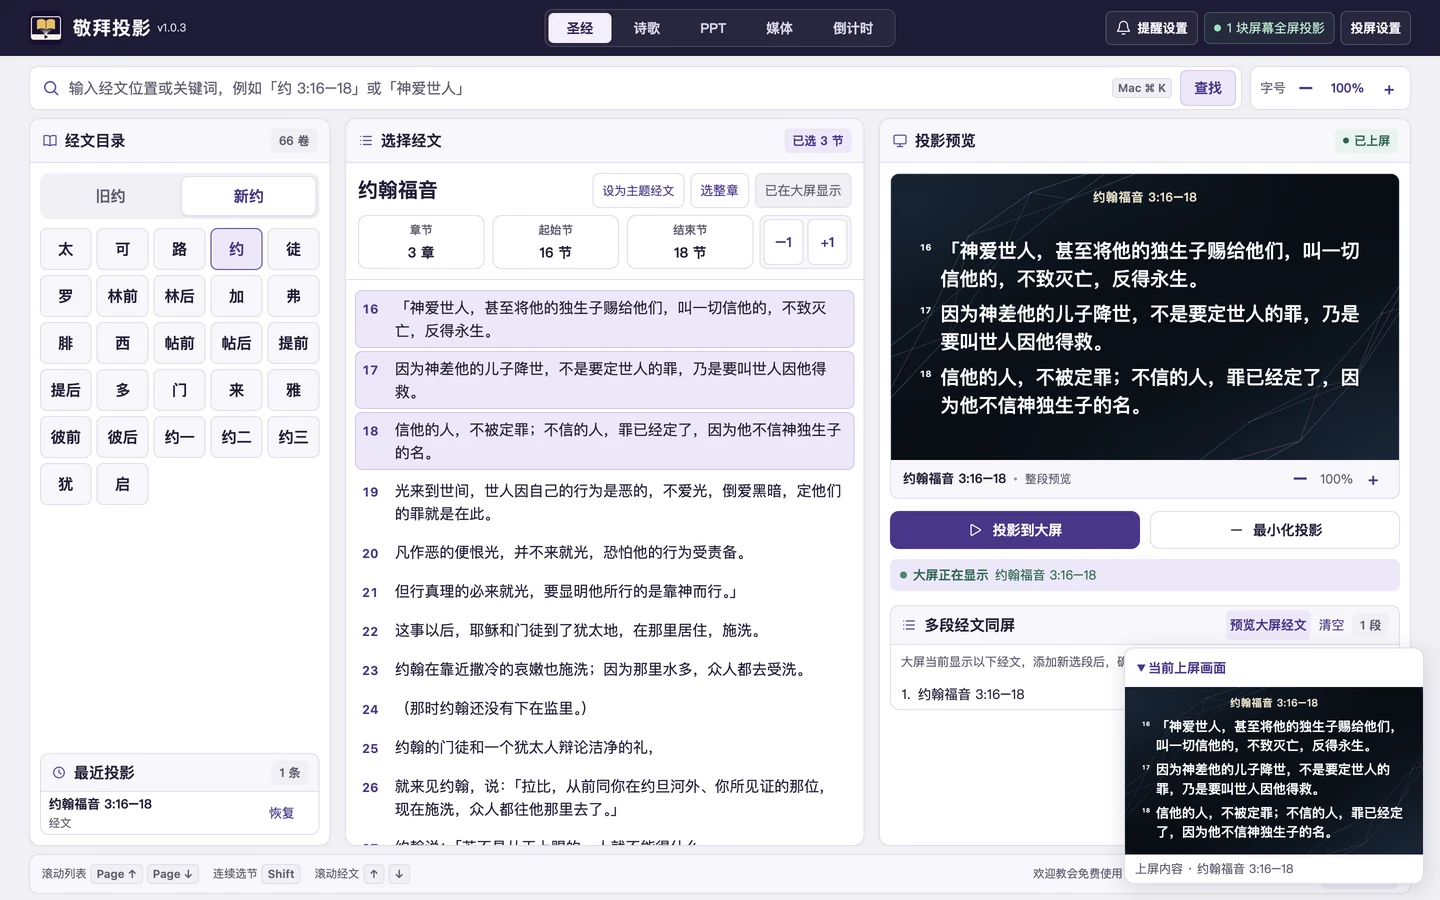 敬拜投影 v1.0.3
圣经 诗歌 PPT 媒体 倒计时
提醒设置 1 块屏幕全屏投影 投屏设置
输入经文位置或关键词，例如「约 3:16—18」或「神爱世人」
Mac ⌘ K 查找
字号 — 100% +
经文目录 66 卷
旧约 新约
太 可 路 约 徒
罗 林前 林后 加 弗
腓 西 帖前 帖后 提前
提后 多 门 来 雅
彼前 彼后 约一 约二 约三
犹 启
最近投影 1 条
约翰福音 3:16—18
经文
恢复
选择经文 已选 3 节
约翰福音 设为主题经文 选整章 已在大屏显示
章节
3 章
起始节
16 节
结束节
18 节
—1 +1
16 「神爱世人，甚至将他的独生子赐给他们，叫一切信他的，不致灭
亡，反得永生。
17 因为神差他的儿子降世，不是要定世人的罪，乃是要叫世人因他得
救。
18 信他的人，不被定罪；不信的人，罪已经定了，因为他不信神独生子
的名。
19 光来到世间，世人因自己的行为是恶的，不爱光，倒爱黑暗，定他们
的罪就是在此。
20 凡作恶的便恨光，并不来就光，恐怕他的行为受责备。
21 但行真理的必来就光，要显明他所行的是靠神而行。」
22 这事以后，耶稣和门徒到了犹太地，在那里居住，施洗。
23 约翰在靠近撒冷的哀嫩也施洗；因为那里水多，众人都去受洗。
24 （那时约翰还没有下在监里。）
25 约翰的门徒和一个犹太人辩论洁净的礼，
26 就来见约翰，说：「拉比，从前同你在约旦河外、你所见证的那位，
现在施洗，众人都往他那里去了。」
投影预览 已上屏
约翰福音 3:16—18
16 「神爱世人，甚至将他的独生子赐给他们，叫一切
信他的，不致灭亡，反得永生。
17 因为神差他的儿子降世，不是要定世人的罪，乃是
要叫世人因他得救。
18 信他的人，不被定罪；不信的人，罪已经定了，因
为他不信神独生子的名。
约翰福音 3:16—18 • 整段预览 — 100% +
投影到大屏 — 最小化投影
大屏正在显示 约翰福音 3:16—18
多段经文同屏 预览大屏经文 清空 1 段
大屏当前显示以下经文，添加新选段后，
1. 约翰福音 3:16—18
▼当前上屏画面
约翰福音 3:16—18
16 「神爱世人，甚至将他的独生子赐给他们，
叫一切信他的，不致灭亡，反得永生。
17 因为神差他的儿子降世，不是要定世人的
罪，乃是要叫世人因他得救。
18 信他的人，不被定罪；不信的人，罪已经定
了，因为他不信神独生子的名。
上屏内容 · 约翰福音 3:16—18
滚动列表 Page ↑ Page ↓ 连续选节 Shift 滚动经文 ↑ ↓
欢迎教会免费使用